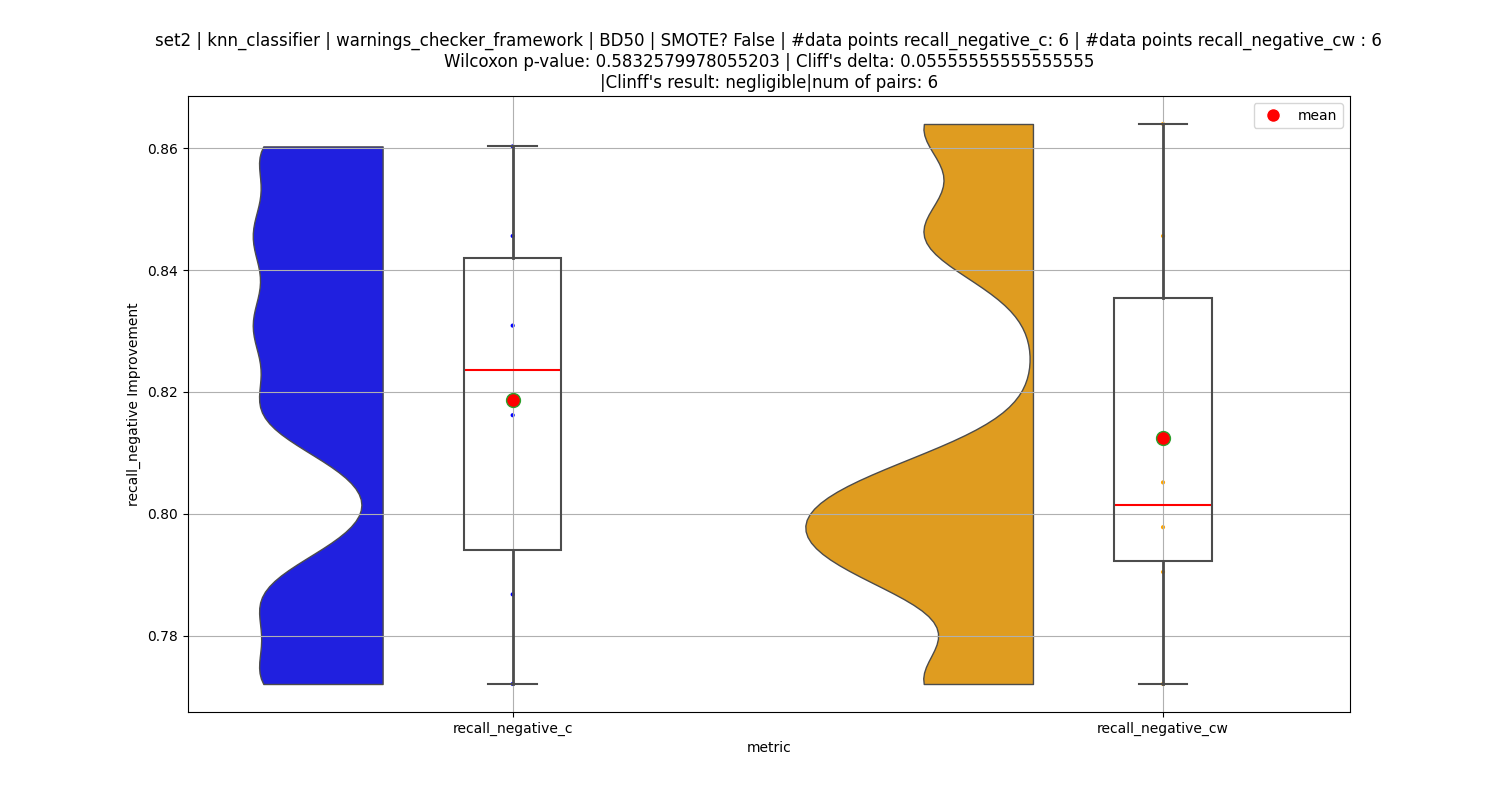 set2 | knn_classifier | warnings_checker_framework | BD50 | SMOTE? False | #data points recall_negative_c: 6 | #data points recall_negative_cw : 6
Wilcoxon p-value: 0.5832579978055203 | Cliff's delta: 0.05555555555555555
|Clinff's result: negligible|num of pairs: 6
mean
0.86
0.84
0.82
0.80
0.78
recall_negative Improvement
recall_negative_c
recall_negative_cw
metric